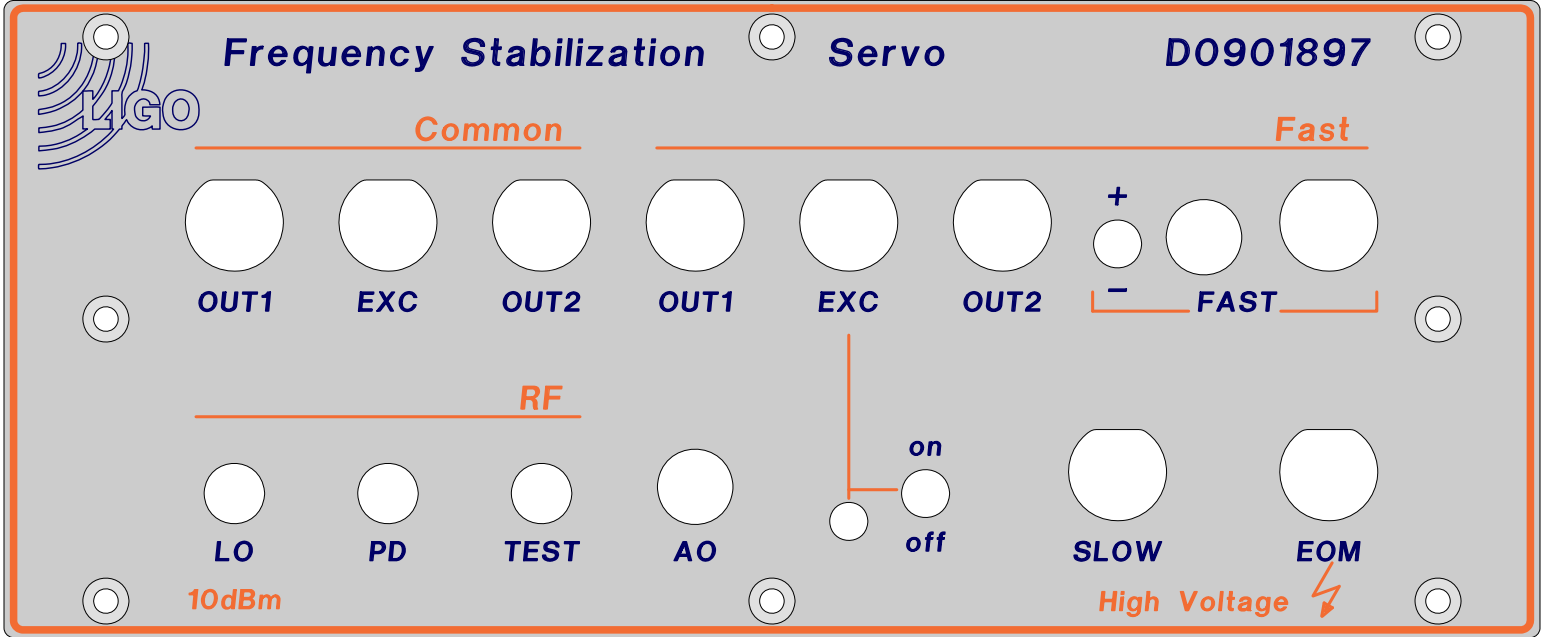 Frequency Stabilization Servo D0901897
LIGO
Common Fast
+
OUT1 EXC OUT2 OUT1 EXC OUT2 − FAST
RF
on
off
LO PD TEST AO SLOW EOM
10dBm High Voltage